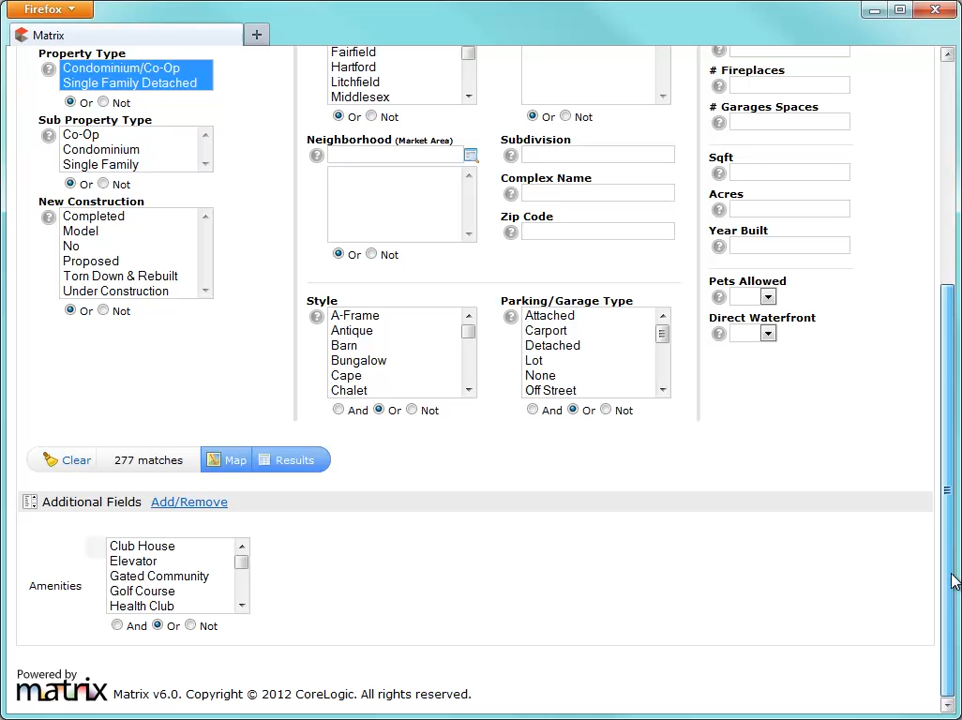 Firefox
Matrix
Property Type
Condominium/Co-Op
Single Family Detached
Or Not
Sub Property Type
Co-Op
Condominium
Single Family
Or Not
New Construction
Completed
Model
No
Proposed
Torn Down & Rebuilt
Under Construction
Or Not
Fairfield
Hartford
Litchfield
Middlesex
Or Not
Or Not
Neighborhood (Market Area)
Or Not
Subdivision
Complex Name
Zip Code
Style
A-Frame
Antique
Barn
Bungalow
Cape
Chalet
And Or Not
Parking/Garage Type
Attached
Carport
Detached
Lot
None
Off Street
And Or Not
# Fireplaces
# Garages Spaces
Sqft
Acres
Year Built
Pets Allowed
Direct Waterfront
Clear 277 matches Map Results
Additional Fields Add/Remove
Amenities
Club House
Elevator
Gated Community
Golf Course
Health Club
And Or Not
Powered by
matrix Matrix v6.0. Copyright © 2012 CoreLogic. All rights reserved.